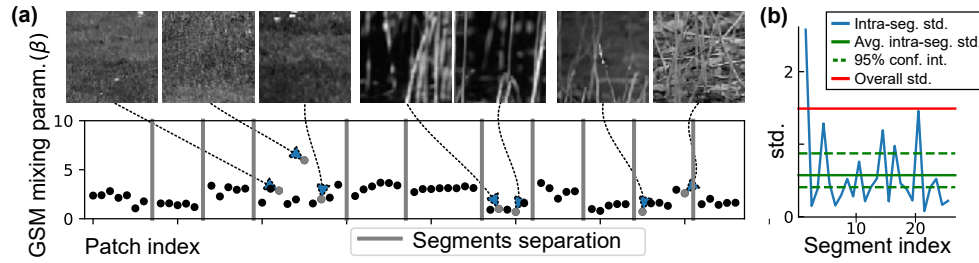 (a)
GSM mixing param.(β)
10
5
0
Patch index
Segments separation
(b)
Intra-seg. std.
Avg. intra-seg. std
95% conf. int.
Overall std.
std.
2
0
10
20
Segment index